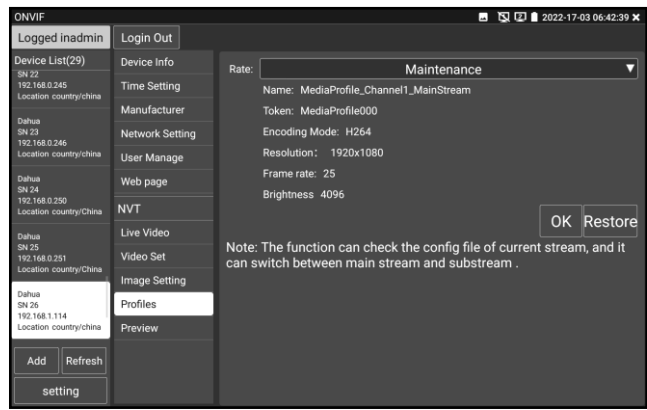 ONVIF
2022-17-03 06:42:39
Logged inadmin
Login Out
Device List(29)
SN 22
192.168.0.245
Location country/china
Dahua
SN 23
192.168.0.246
Location country/china
Dahua
SN 24
192.168.0.250
Location country/China
Dahua
SN 25
192.168.0.251
Location country/China
Dahua
SN 26
192.168.1.114
Location country/china
Add
Refresh
setting
Device Info
Time Setting
Manufacturer
Network Setting
User Manage
Web page
NVT
Live Video
Video Set
Image Setting
Profiles
Preview
Rate: Maintenance
Name: MediaProfile_Channel1_MainStream
Token: MediaProfile000
Encoding Mode: H264
Resolution: 1920x1080
Frame rate: 25
Brightness 4096
OK
Restore
Note: The function can check the config file of current stream, and it
can switch between main stream and substream .